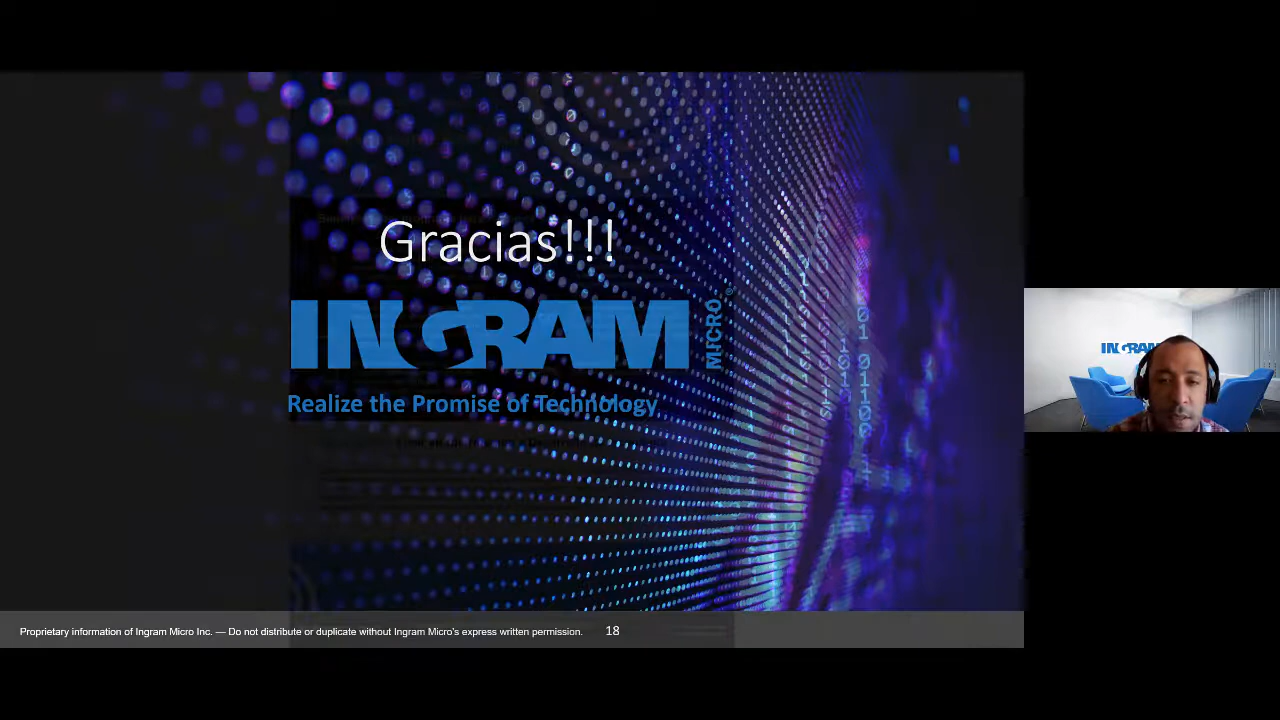 Gracias!!!
INGRAM MICRO®
Realize the Promise of Technology
Proprietary information of Ingram Micro Inc. — Do not distribute or duplicate without Ingram Micro's express written permission. 18
INGRAM